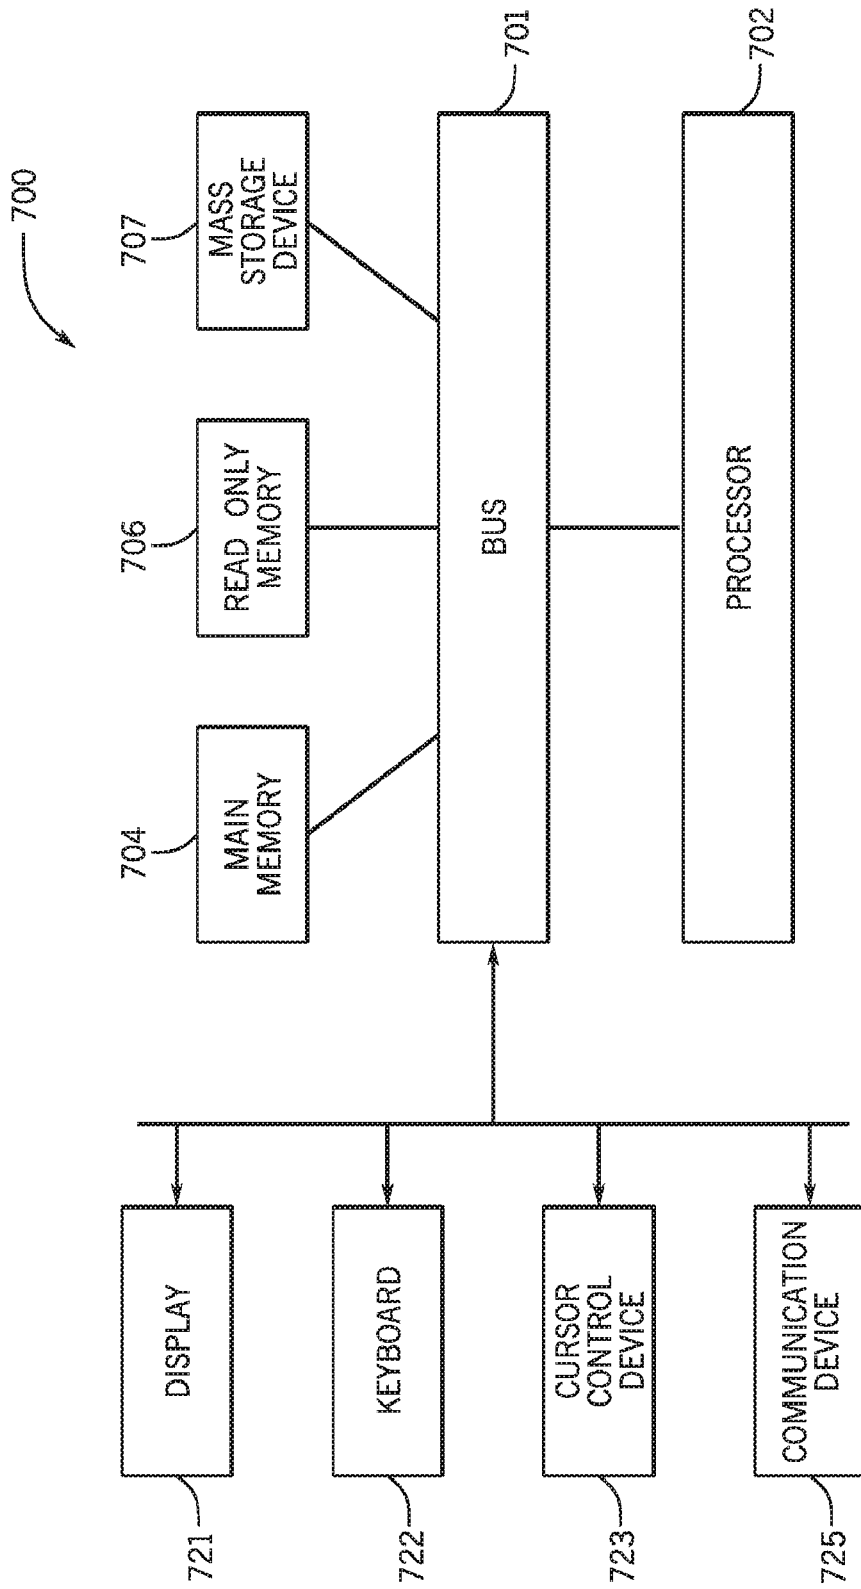 700
704
706
707
MAIN
MEMORY
READ ONLY
MEMORY
MASS
STORAGE
DEVICE
721
DISPLAY
BUS
701
722
KEYBOARD
723
CURSOR
CONTROL
DEVICE
PROCESSOR
702
725
COMMUNICATION
DEVICE